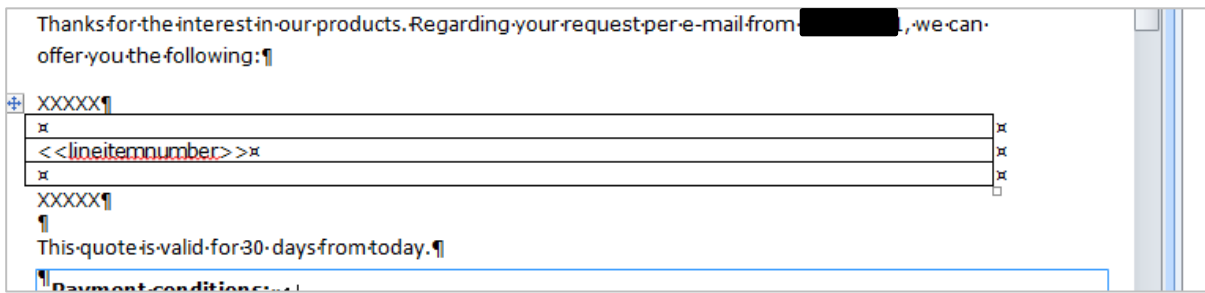 Thanks for the interest in our products. Regarding your request per e-mail from 1, we can
offer you the following:¶
XXXXX¶
¤ ¤
<<lineitemnumber>>¤ ¤
¤ ¤
XXXXX¶
¶
This quote is valid for 30 days from today.¶
¶
Payment conditions: